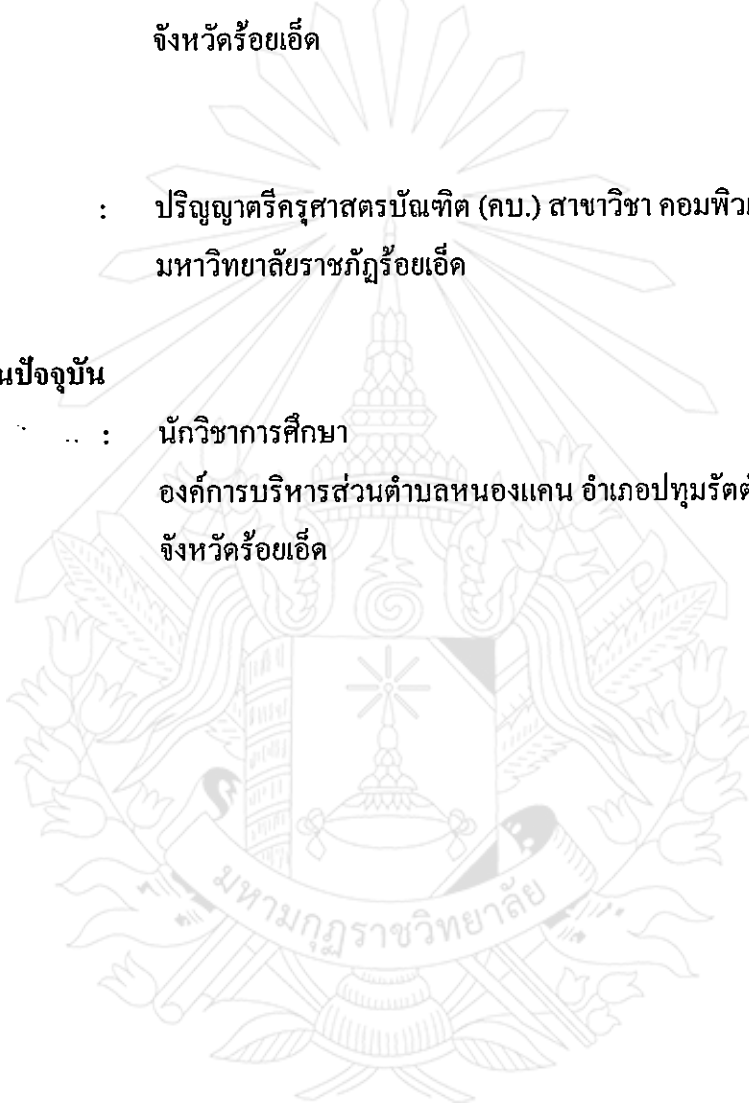 จังหวัดร้อยเอ็ด
: ปริญญาตรีครุศาสตรบัณฑิต (คบ.) สาขาวิชา คอมพิวเ
มหาวิทยาลัยราชภัฏร้อยเอ็ด
นปัจจุบัน
: นักวิชาการศึกษา
องค์การบริหารส่วนตำบลหนองแคน อำเภอปทุมรัตต์
จังหวัดร้อยเอ็ด
มหามกุฏราชวิทยาลัย